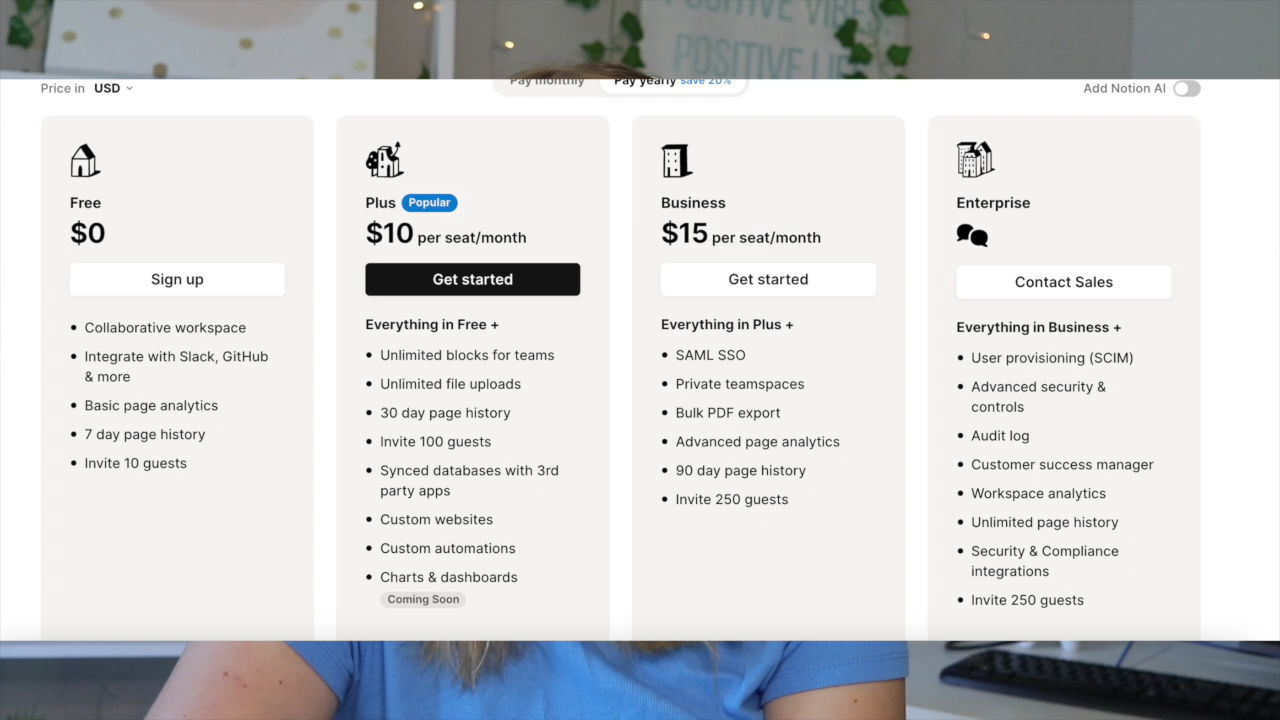 POSITIVE VIBES
POSITIVE
Pay monthly
Pay yearly save 20%
Price in USD
Add Notion AI
Free
$0
Sign up
• Collaborative workspace
• Integrate with Slack, GitHub
& more
• Basic page analytics
• 7 day page history
• Invite 10 guests
Plus Popular
$10 per seat/month
Get started
Everything in Free +
• Unlimited blocks for teams
• Unlimited file uploads
• 30 day page history
• Invite 100 guests
• Synced databases with 3rd
party apps
• Custom websites
• Custom automations
• Charts & dashboards
Coming Soon
Business
$15 per seat/month
Get started
Everything in Plus +
• SAML SSO
• Private teamspaces
• Bulk PDF export
• Advanced page analytics
• 90 day page history
• Invite 250 guests
Enterprise
Contact Sales
Everything in Business +
• User provisioning (SCIM)
• Advanced security &
controls
• Audit log
• Customer success manager
• Workspace analytics
• Unlimited page history
• Security & Compliance
integrations
• Invite 250 guests